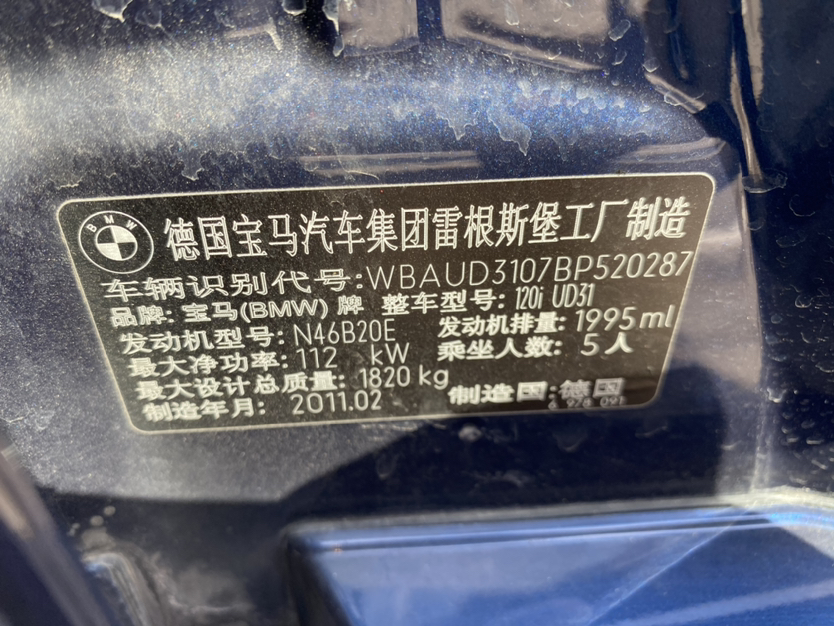 BMW
德国宝马汽车集团雷根斯堡工厂制造
车辆识别代号:WBAUD3107BP520287
品牌: 宝马(BMW) 牌 整车型号: 120i UD31
发动机型号: N46B20E 发动机排量: 1995 ml
最大净功率: 112 kW 乘坐人数: 5 人
最大设计总质量: 1820 kg
制造年月: 2011.02 制造国:德国